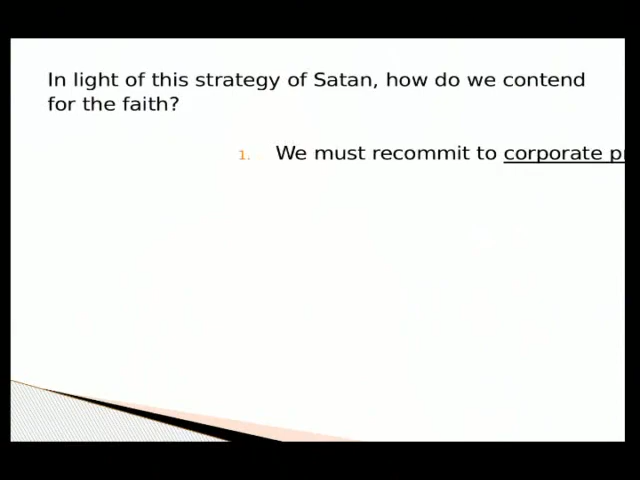 In light of this strategy of Satan, how do we contend
for the faith?
1. We must recommit to corporate